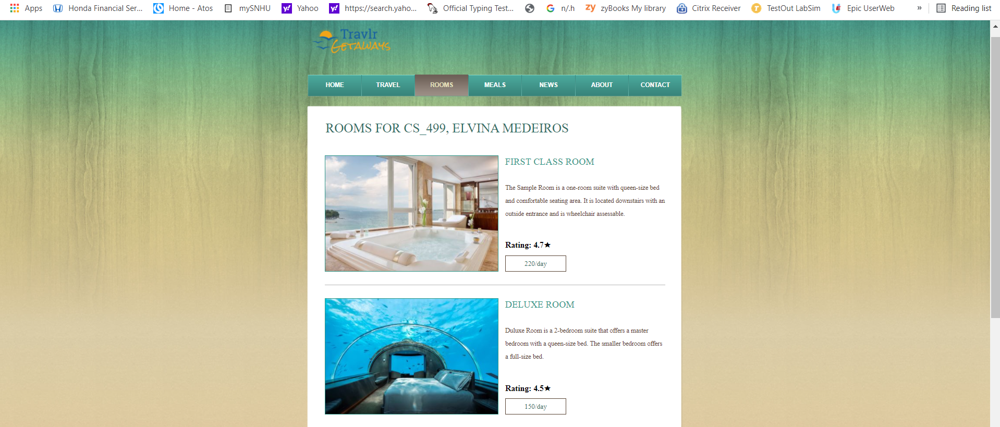 Apps Honda Financial Ser... Home - Atos mySNHU Yahoo https://search.yaho... Official Typing Test... n/.h zyBooks My library Citrix Receiver TestOut LabSim Epic UserWeb » Reading list
Travlr
GETAWAYS
HOME TRAVEL ROOMS MEALS NEWS ABOUT CONTACT
ROOMS FOR CS_499, ELVINA MEDEIROS
FIRST CLASS ROOM
The Sample Room is a one-room suite with queen-size bed
and comfortable seating area. It is located downstairs with an
outside entrance and is wheelchair assessable.
Rating: 4.7★
220/day
DELUXE ROOM
Duluxe Room is a 2-bedroom suite that offers a master
bedroom with a queen-size bed. The smaller bedroom offers
a full-size bed.
Rating: 4.5★
150/day